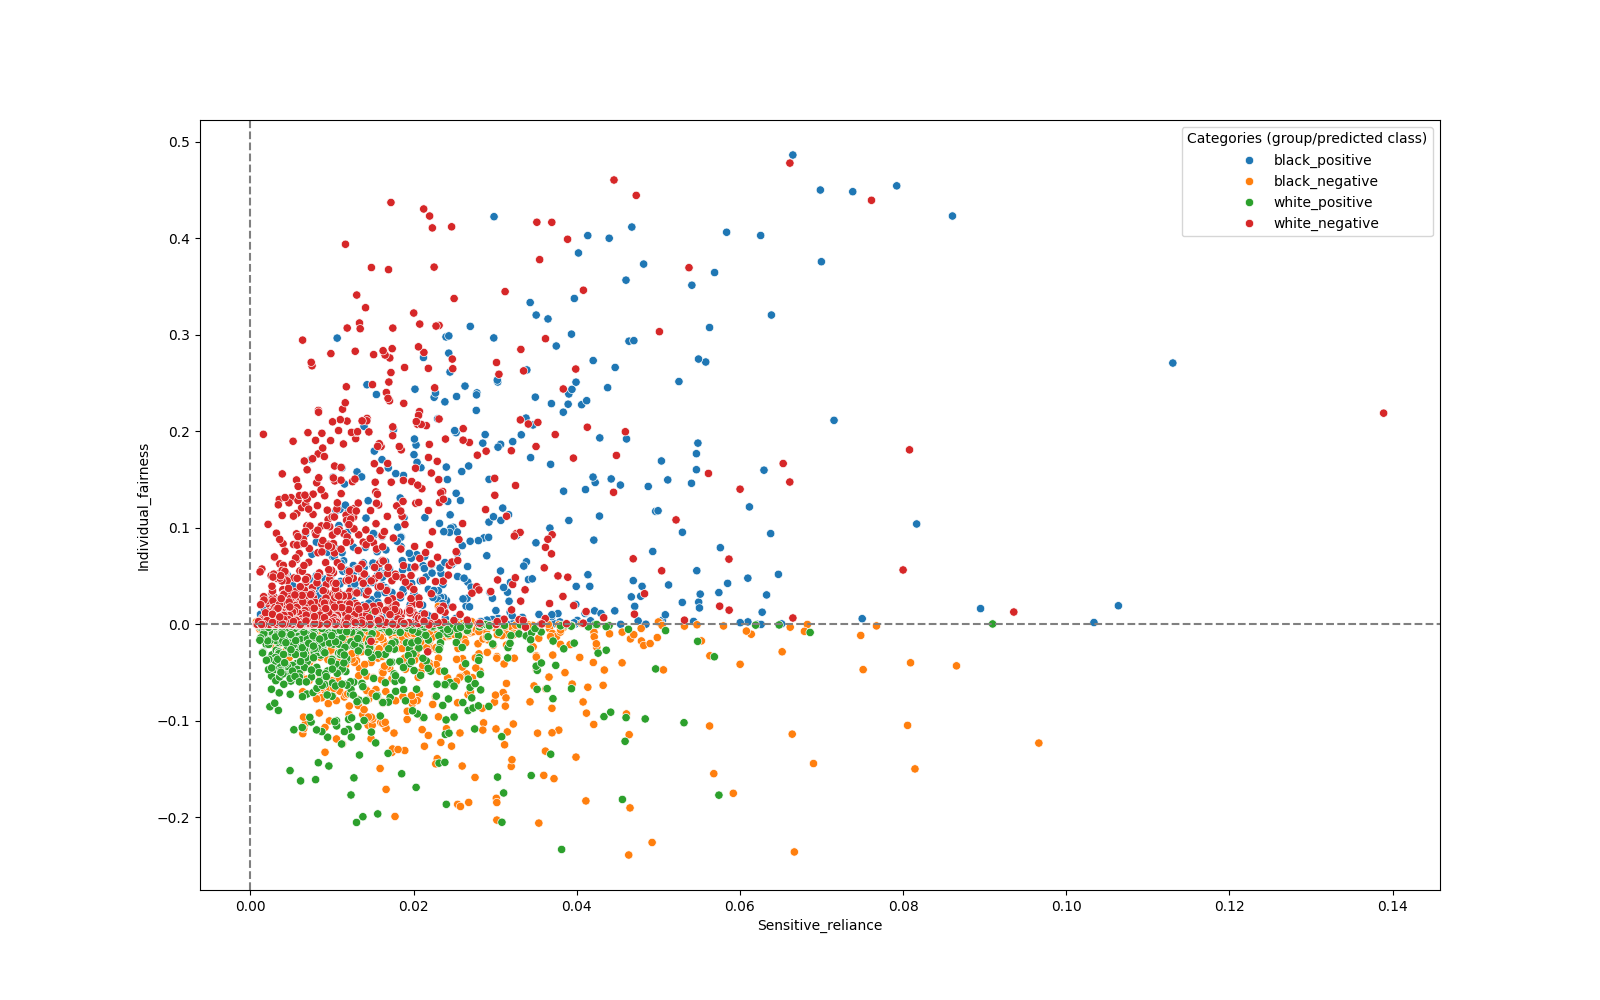 Categories (group/predicted class)
black_positive
black_negative
white_positive
white_negative
0.5
0.4
0.3
0.2
0.1
0.0
−0.1
−0.2
Individual_fairness
0.00 0.02 0.04 0.06 0.08 0.10 0.12 0.14
Sensitive_reliance